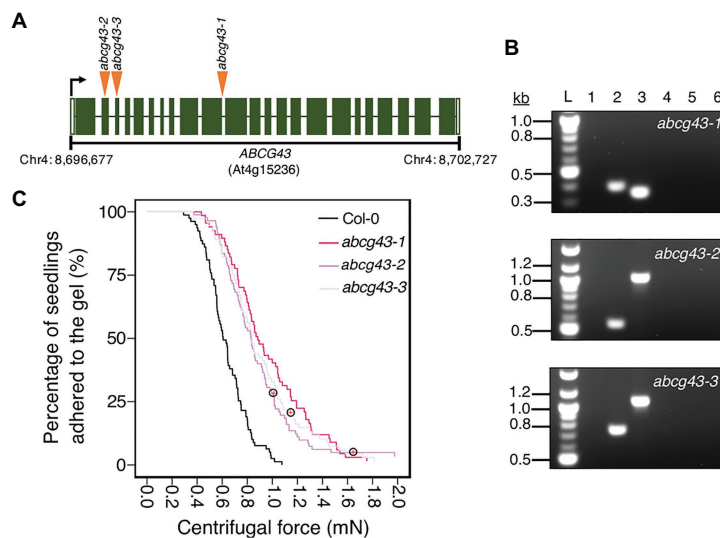 A
abcg43-2
abcg43-3
abcg43-1
ABCG43
(At4g15236)
Chr4: 8,696,677
Chr4: 8,702,727
B
kb L 1 2 3 4 5 6
abcg43-1
1.0
0.8
0.5
0.3
abcg43-2
1.2
1.0
0.8
0.5
abcg43-3
1.2
1.0
0.8
0.5
C
Percentage of seedlings
adhered to the gel (%)
100
75
50
25
0
Col-0
abcg43-1
abcg43-2
abcg43-3
0.0 0.2 0.4 0.6 0.8 1.0 1.2 1.4 1.6 1.8 2.0
Centrifugal force (mN)